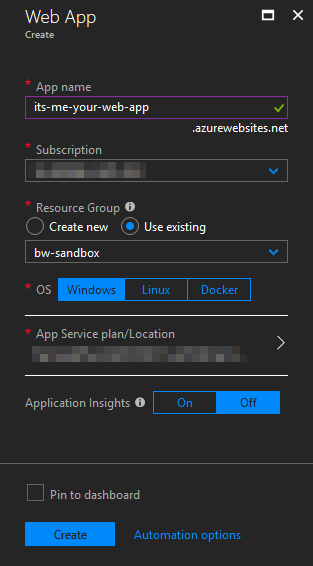 Web App
Create
* App name
its-me-your-web-app
.azurewebsites.net
* Subscription
* Resource Group
Create new Use existing
bw-sandbox
* OS Windows Linux Docker
* App Service plan/Location
Application Insights On Off
Pin to dashboard
Create Automation options